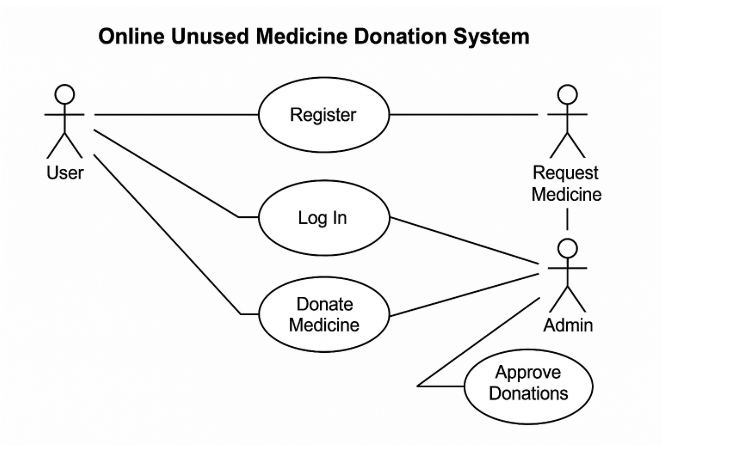 Online Unused Medicine Donation System
Register
User
Request
Medicine
Log In
Donate
Medicine
Admin
Approve
Donations